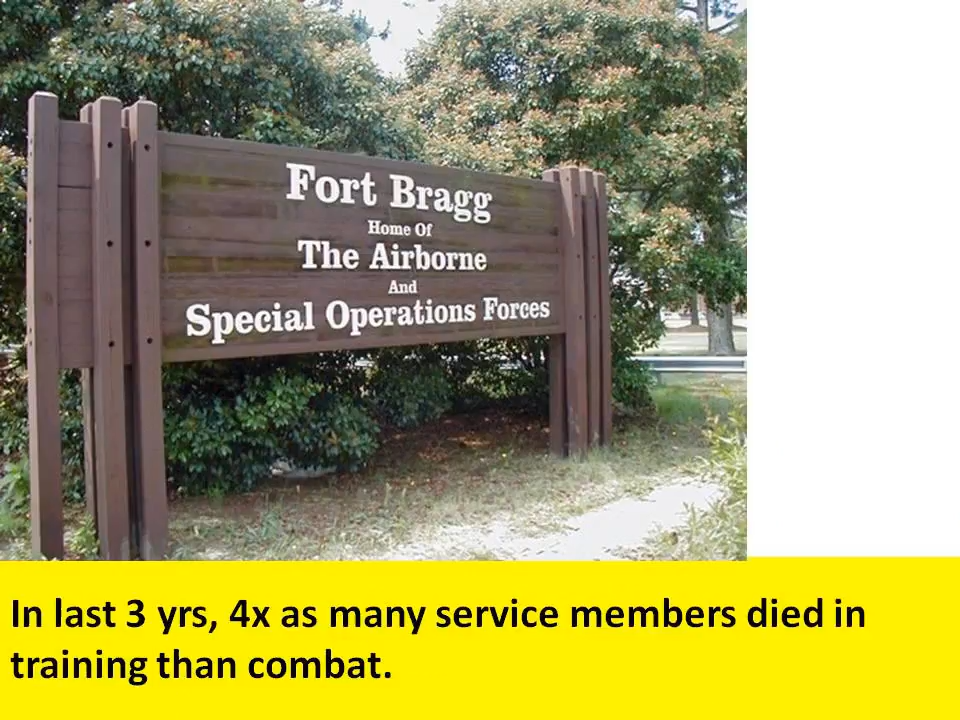 Fort Bragg
Home Of
The Airborne
And
Special Operations Forces
In last 3 yrs, 4x as many service members died in
training than combat.